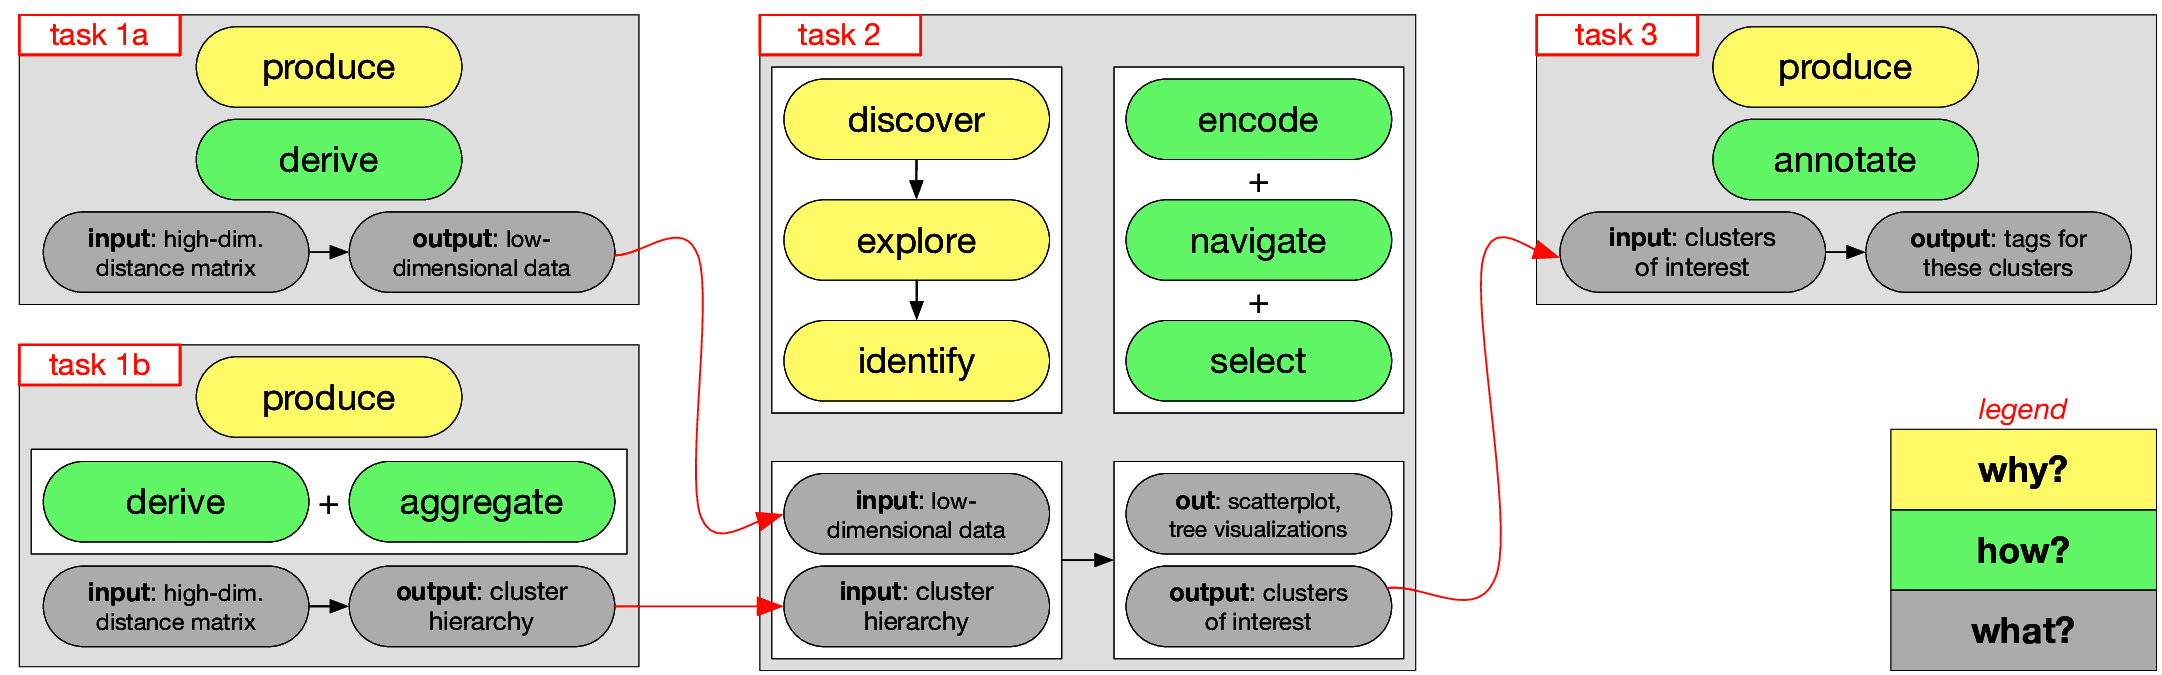 task 1a
produce
derive
input: high-dim.
distance matrix
output: low-
dimensional data
task 1b
produce
derive + aggregate
input: high-dim.
distance matrix
output: cluster
hierarchy
task 2
discover
explore
identify
encode
+
navigate
+
select
input: low-
dimensional data
input: cluster
hierarchy
out: scatterplot,
tree visualizations
output: clusters
of interest
task 3
produce
annotate
input: clusters
of interest
output: tags for
these clusters
legend
why?
how?
what?